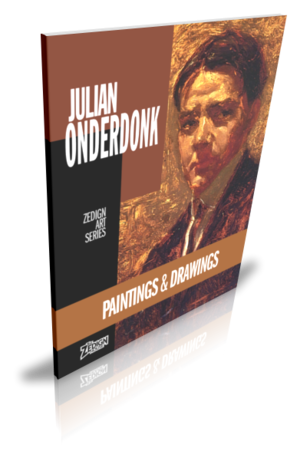 JULIAN
ONDERDONK
ZEDIGN
ART
SERIES
PAINTINGS & DRAWINGS
ZEDIGN